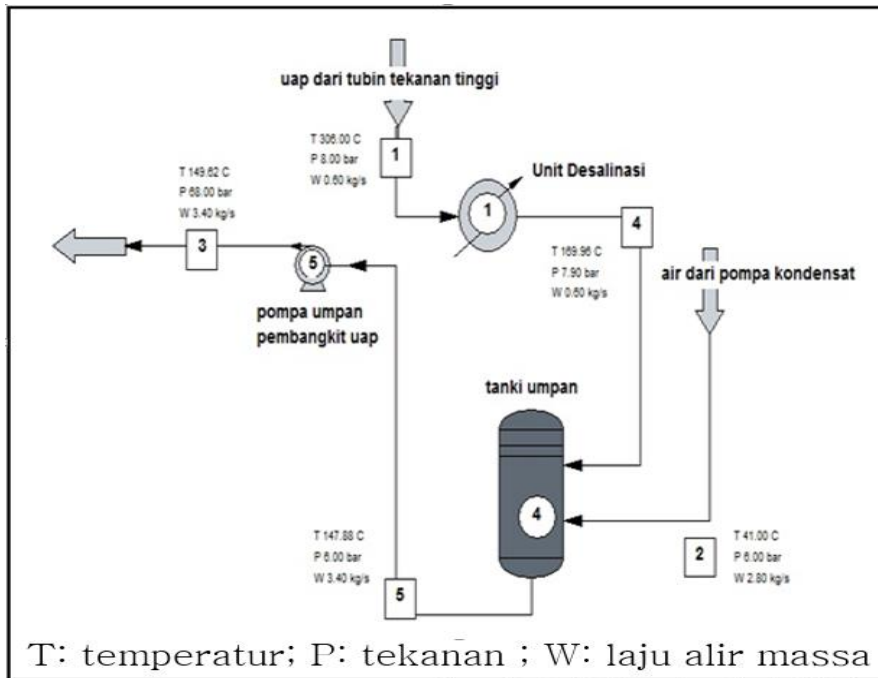 uap dari tubin tekanan tinggi
T 306.00 C
P 8.00 bar
W 0.60 kg/s
1
Unit Desalinasi
1
4
T 169.96 C
P 7.90 bar
W 0.60 kg/s
T 149.62 C
P 68.00 bar
W 3.40 kg/s
3
5
pompa umpan
pembangkit uap
air dari pompa kondensat
tanki umpan
4
T 147.88 C
P 6.00 bar
W 3.40 kg/s
5
2
T 41.00 C
P 6.00 bar
W 2.80 kg/s
T: temperatur; P: tekanan ; W: laju alir massa